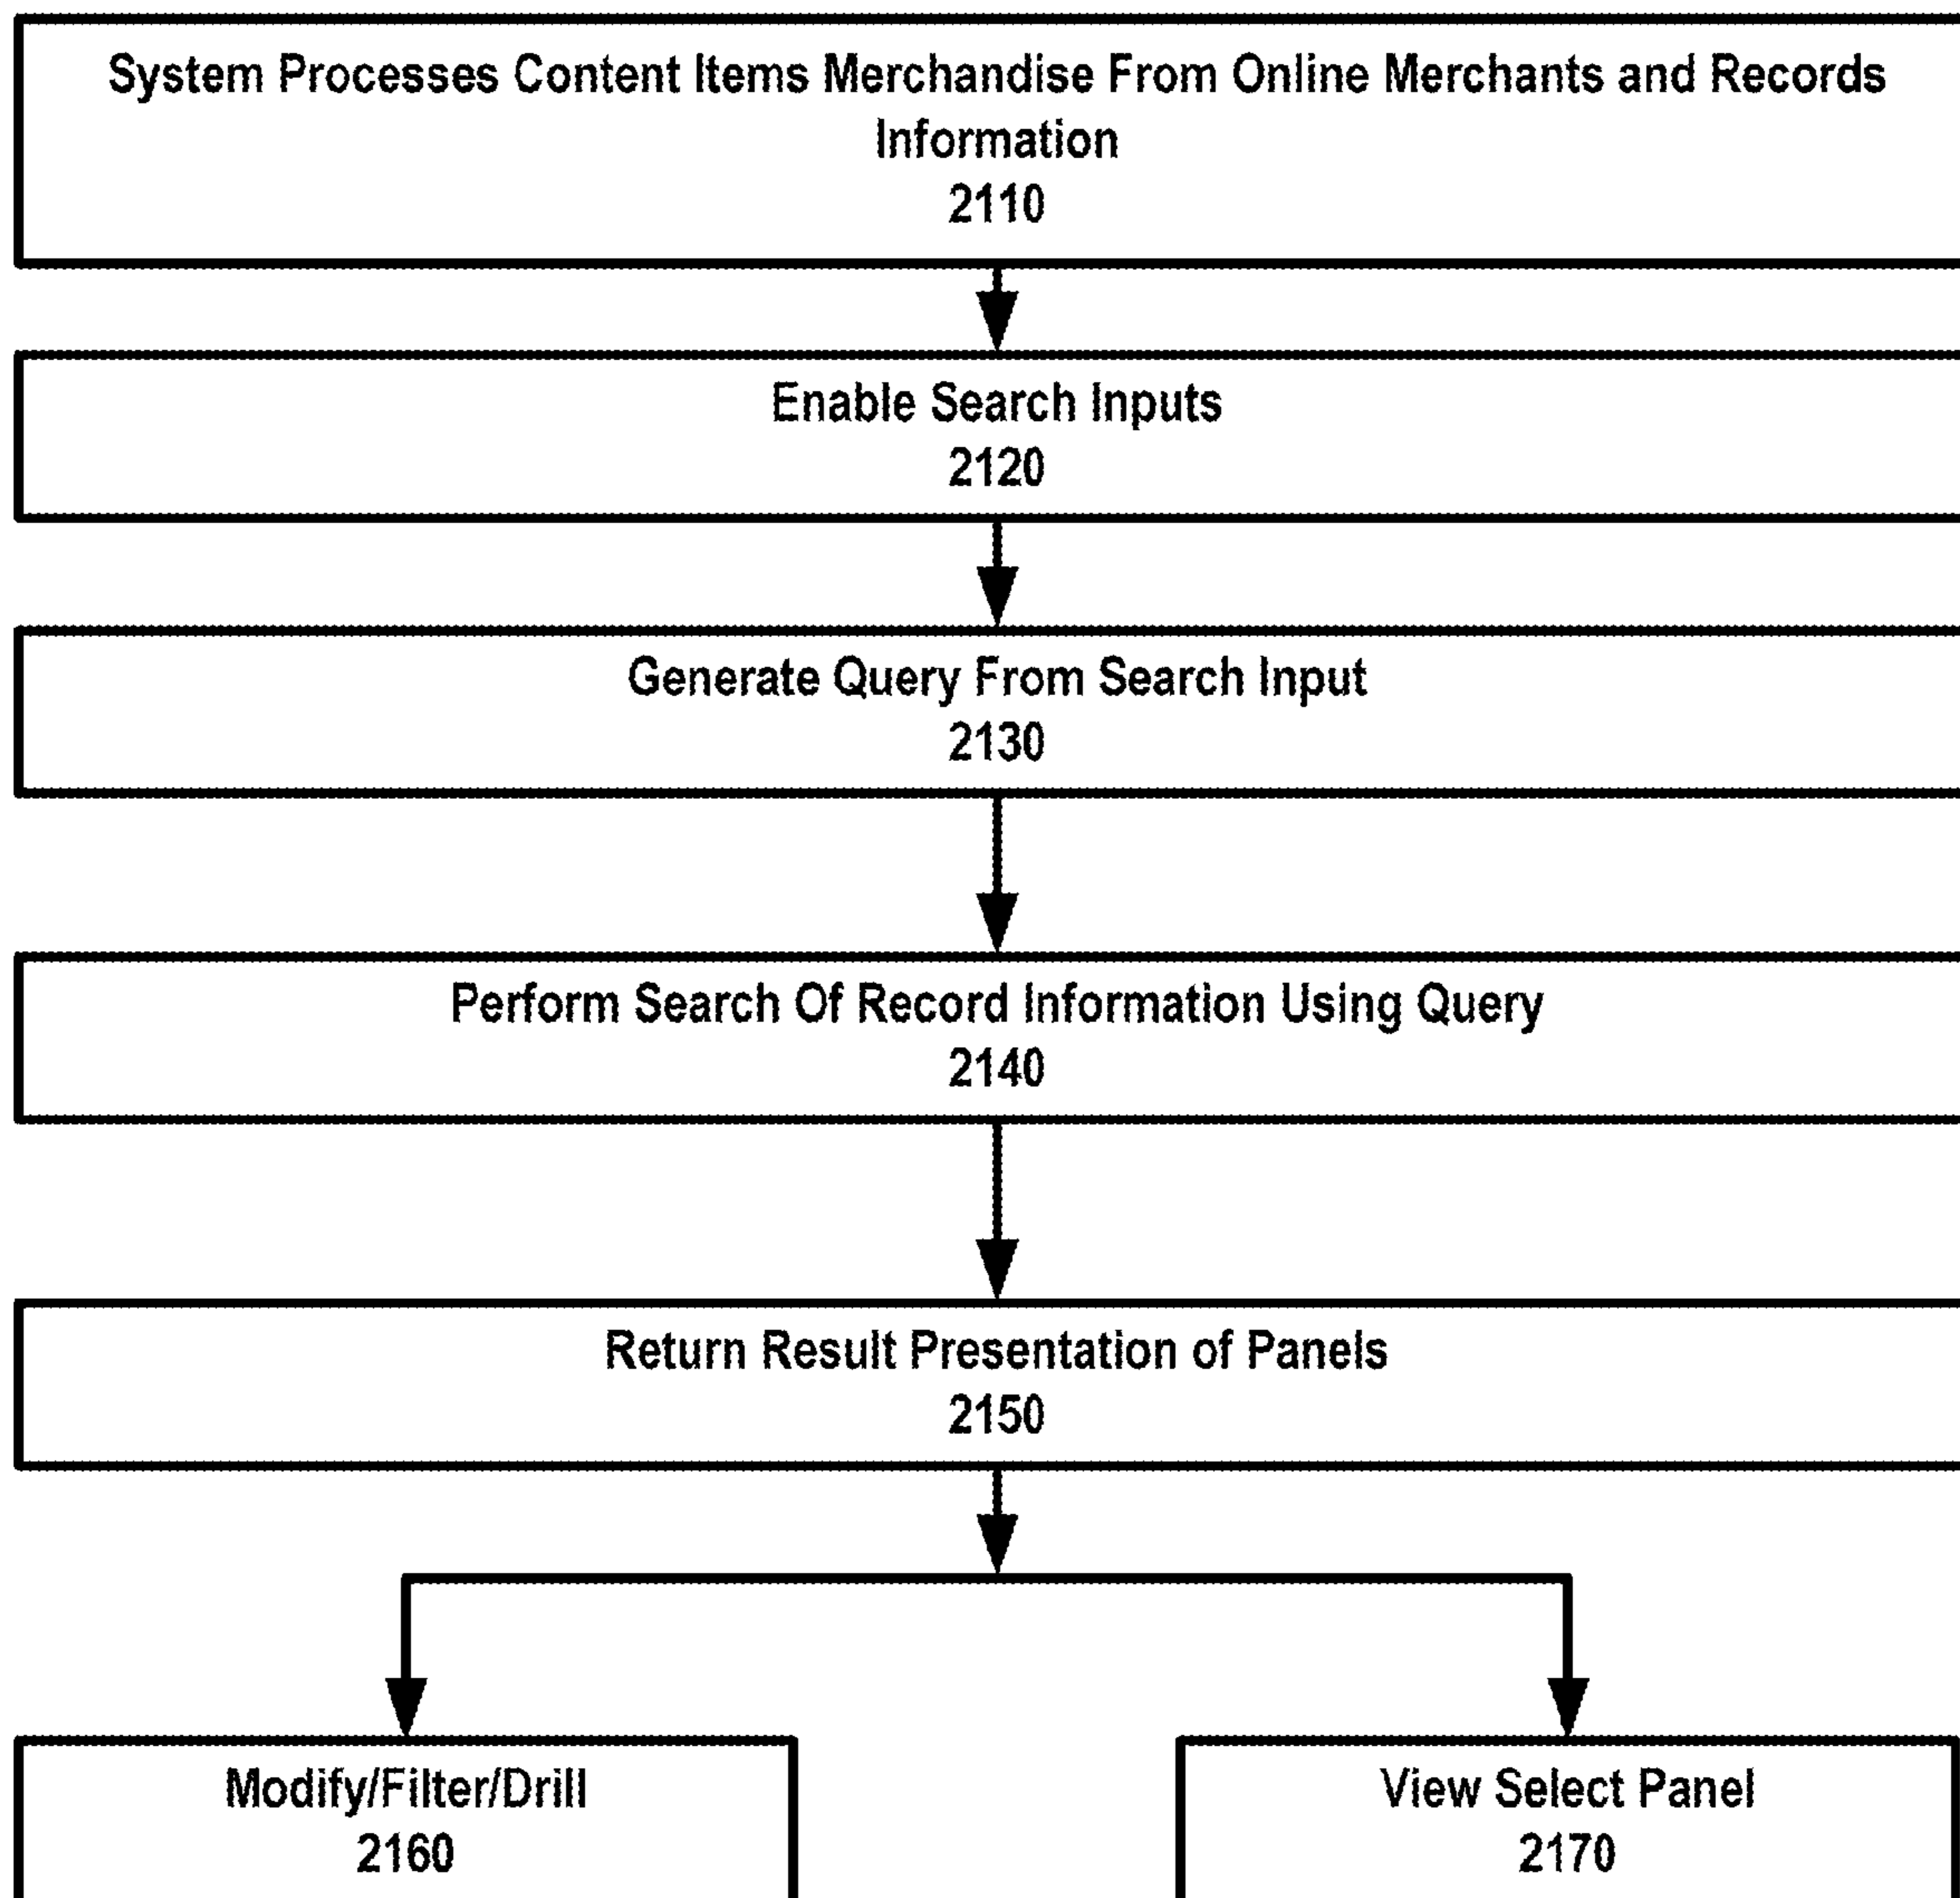 System Processes Content Items Merchandise From Online Merchants and Records
Information
2110
Enable Search Inputs
2120
Generate Query From Search Input
2130
Perform Search Of Record Information Using Query
2140
Return Result Presentation of Panels
2150
Modify/Filter/Drill
2160
View Select Panel
2170